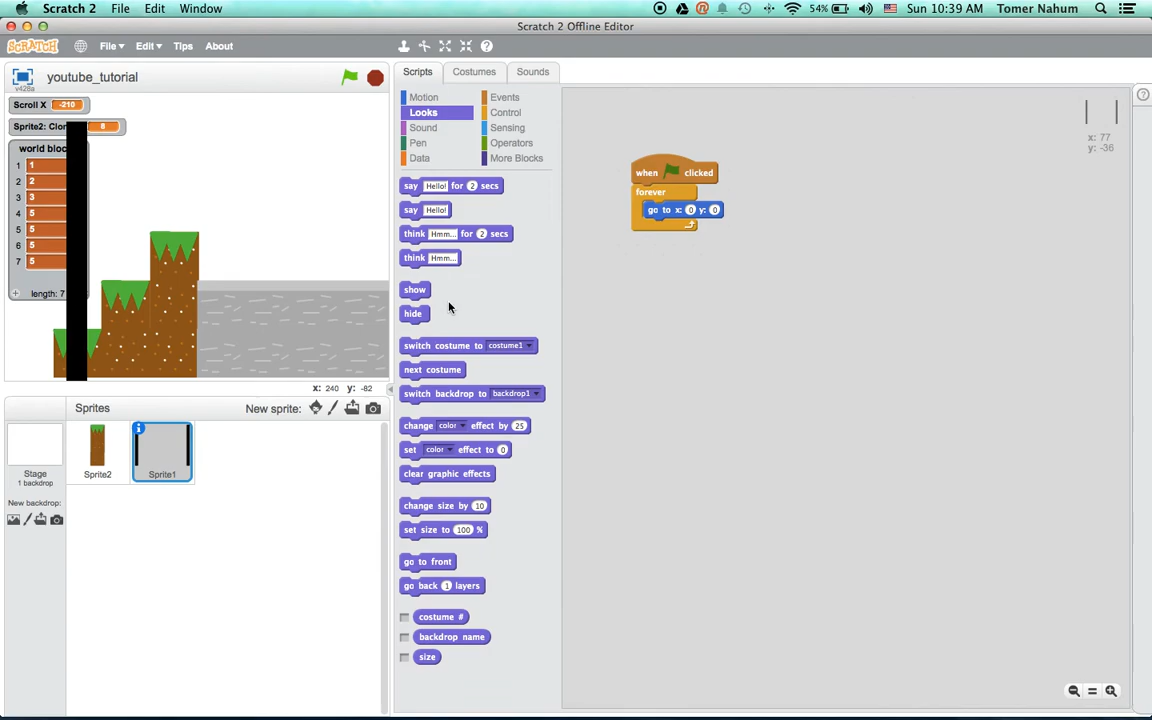 Scratch 2 File Edit Window 54% Sun 10:39 AM Tomer Nahum
Scratch 2 Offline Editor
SCRATCH File Edit Tips About
youtube_tutorial
v428a
Scripts Costumes Sounds
Motion Events
Looks Control
Sound Sensing
Pen Operators
Data More Blocks
Scroll X -210
Sprite2: Clon 8
world bloc
1 1
2 2
3 3
4 5
5 5
6 5
7 5
+ length: 7
x: 240 y: -82
Sprites New sprite:
Stage
1 backdrop
New backdrop:
Sprite2
Sprite1
say Hello! for 2 secs
say Hello!
think Hmm... for 2 secs
think Hmm...
show
hide
switch costume to costume1
next costume
switch backdrop to backdrop1
change color effect by 25
set color effect to 0
clear graphic effects
change size by 10
set size to 100 %
go to front
go back 1 layers
costume #
backdrop name
size
when clicked
forever
go to x: 0 y: 0
x: 77
y: -36